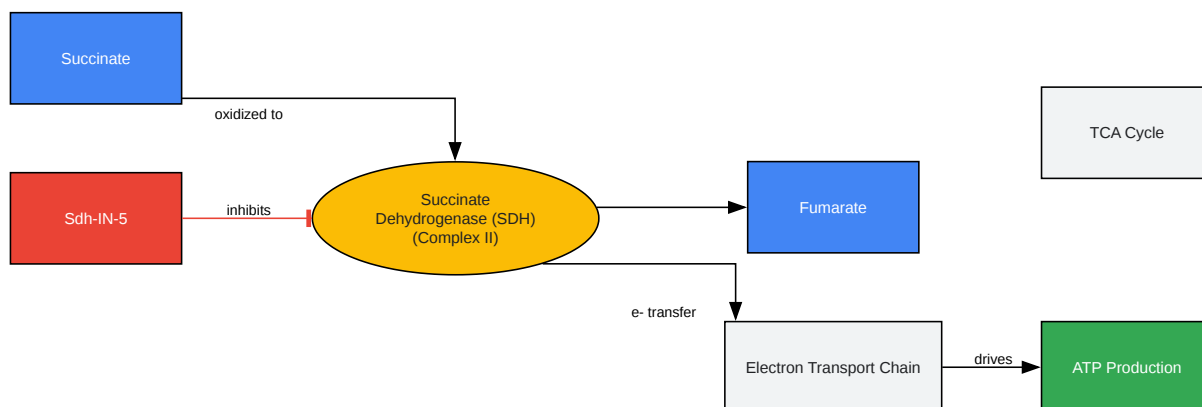 Succinate
oxidized to
TCA Cycle
Sdh-IN-5
inhibits
Succinate
Dehydrogenase (SDH)
(Complex II)
Fumarate
e- transfer
Electron Transport Chain
drives
ATP Production